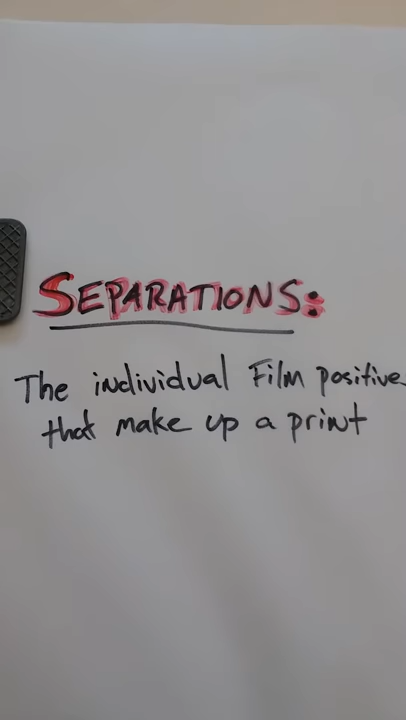 SEPARATIONS:
The individual Film positive
that make up a print